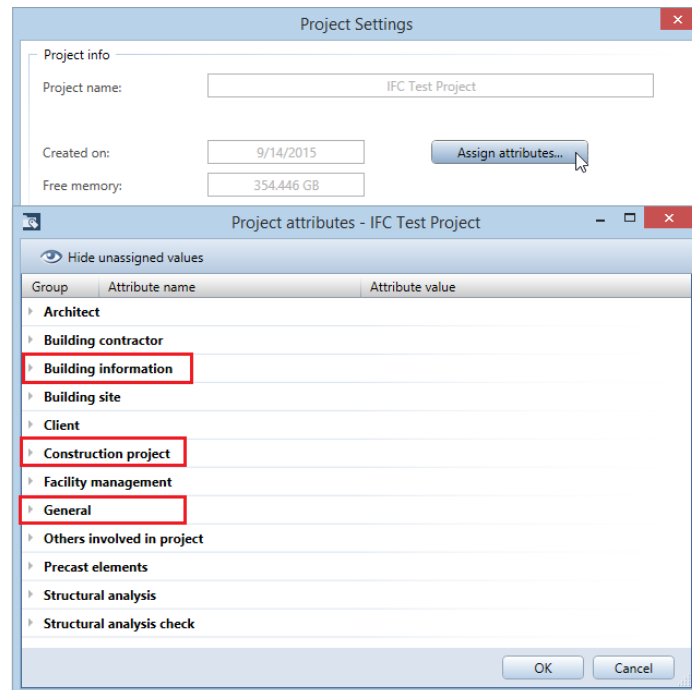 Project Settings
Project info
Project name: IFC Test Project
Created on: 9/14/2015 Assign attributes...
Free memory: 354.446 GB
Project attributes - IFC Test Project
Hide unassigned values
Group Attribute name Attribute value
Architect
Building contractor
Building information
Building site
Client
Construction project
Facility management
General
Others involved in project
Precast elements
Structural analysis
Structural analysis check
OK Cancel